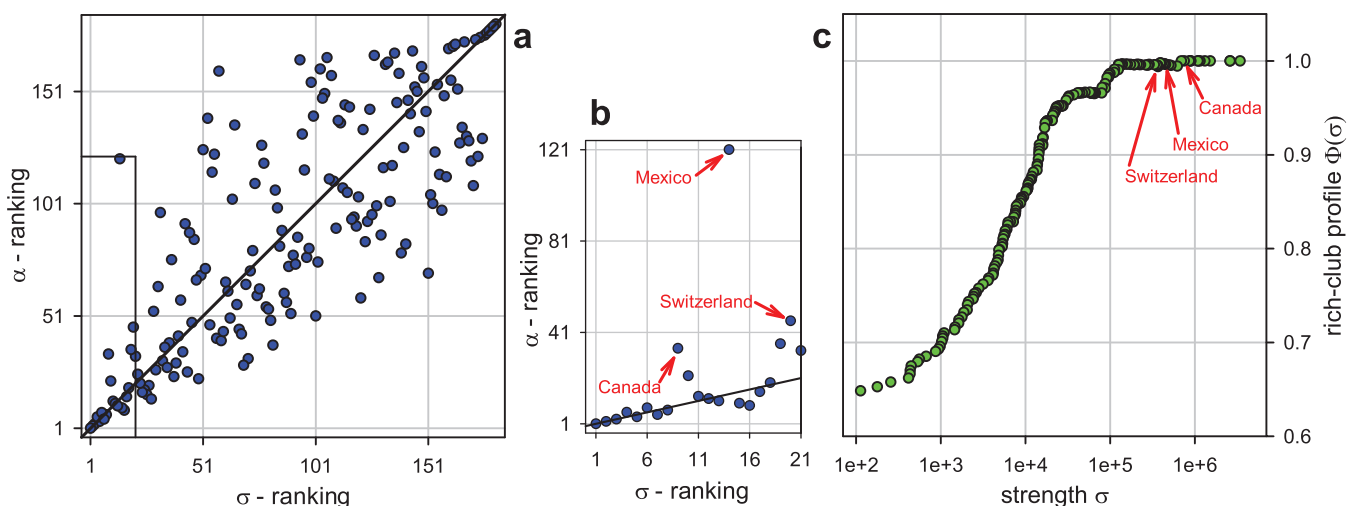 a
151
101
51
1
α - ranking
1 51 101 151
σ - ranking
b
121
81
41
1
α - ranking
Mexico
Switzerland
Canada
1 6 11 16 21
σ - ranking
c
1.0
0.9
0.8
0.7
0.6
rich-club profile Φ(σ)
Canada
Mexico
Switzerland
1e+2 1e+3 1e+4 1e+5 1e+6
strength σ